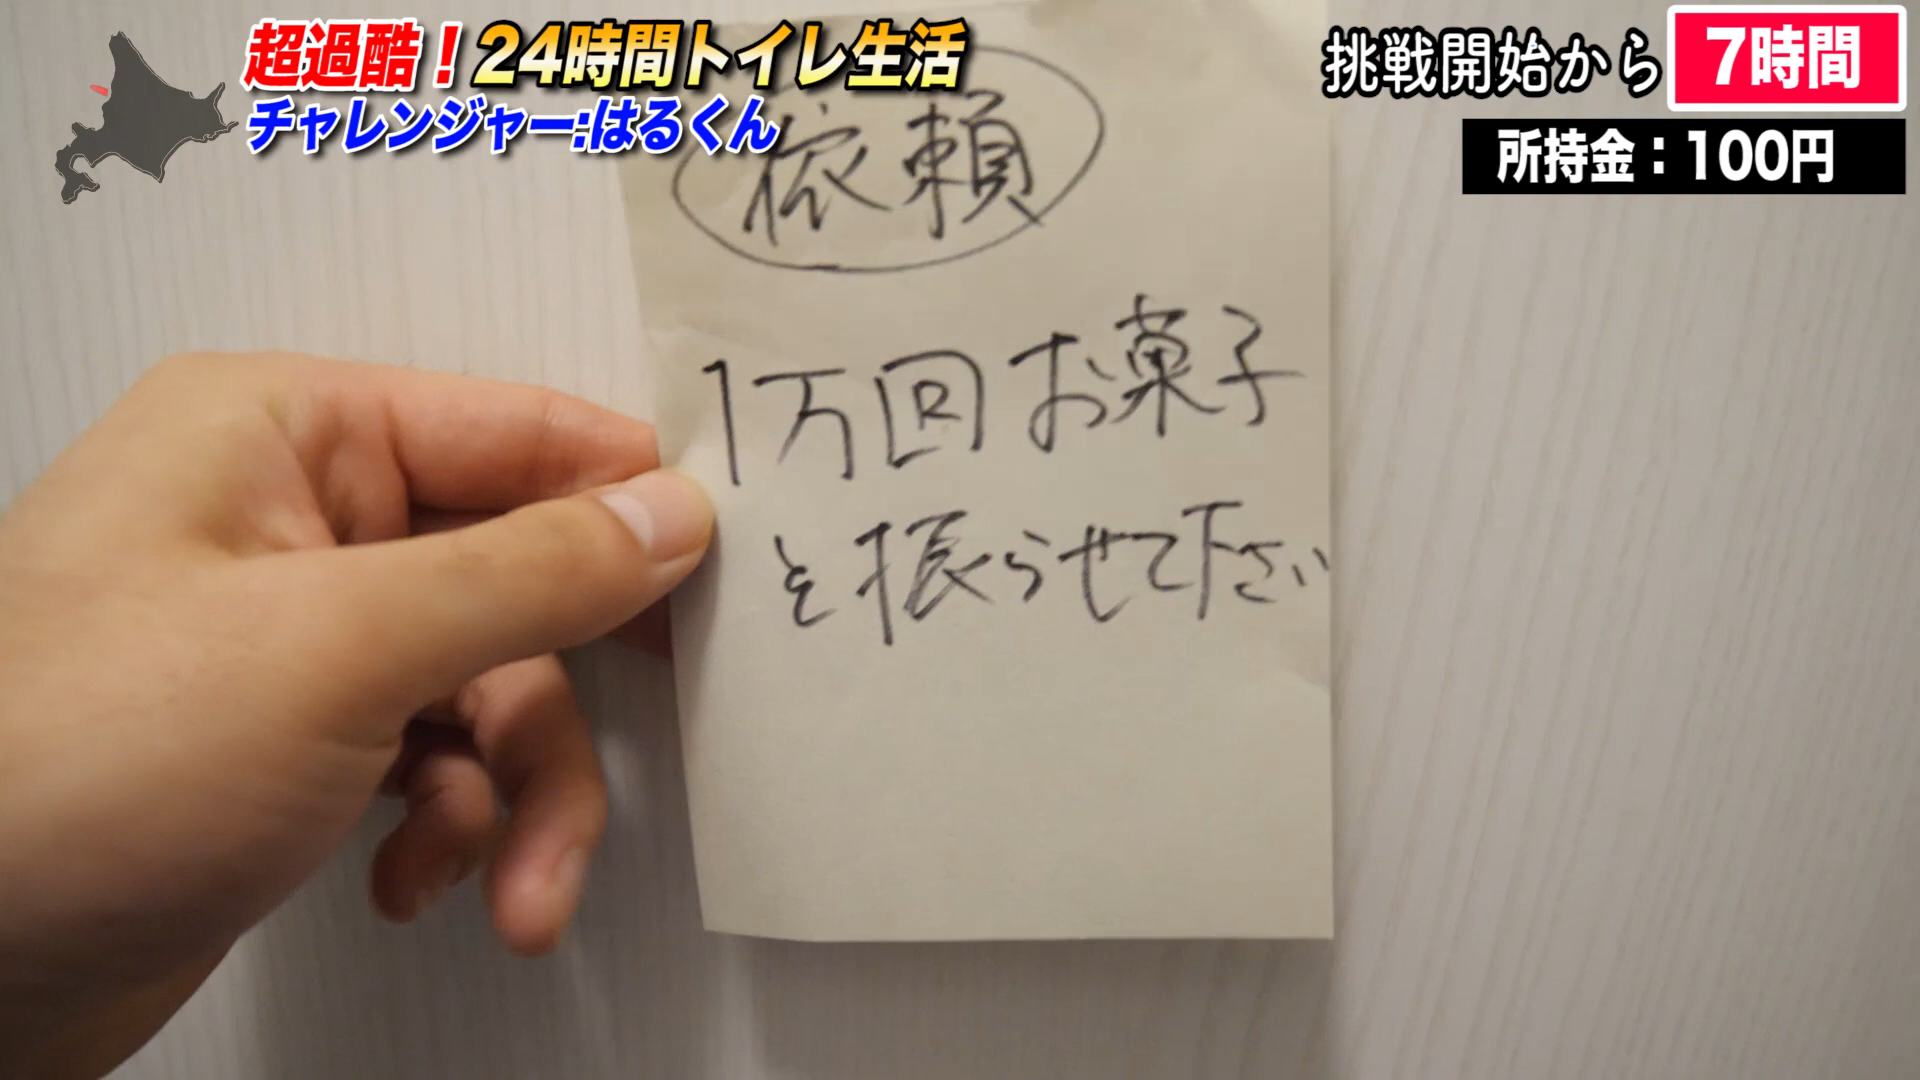 超過酷！24時間トイレ生活
チャレンジャー:はるくん
挑戦開始から 7時間
所持金：100円
依頼
1万回お菓子
を振らせて下さい